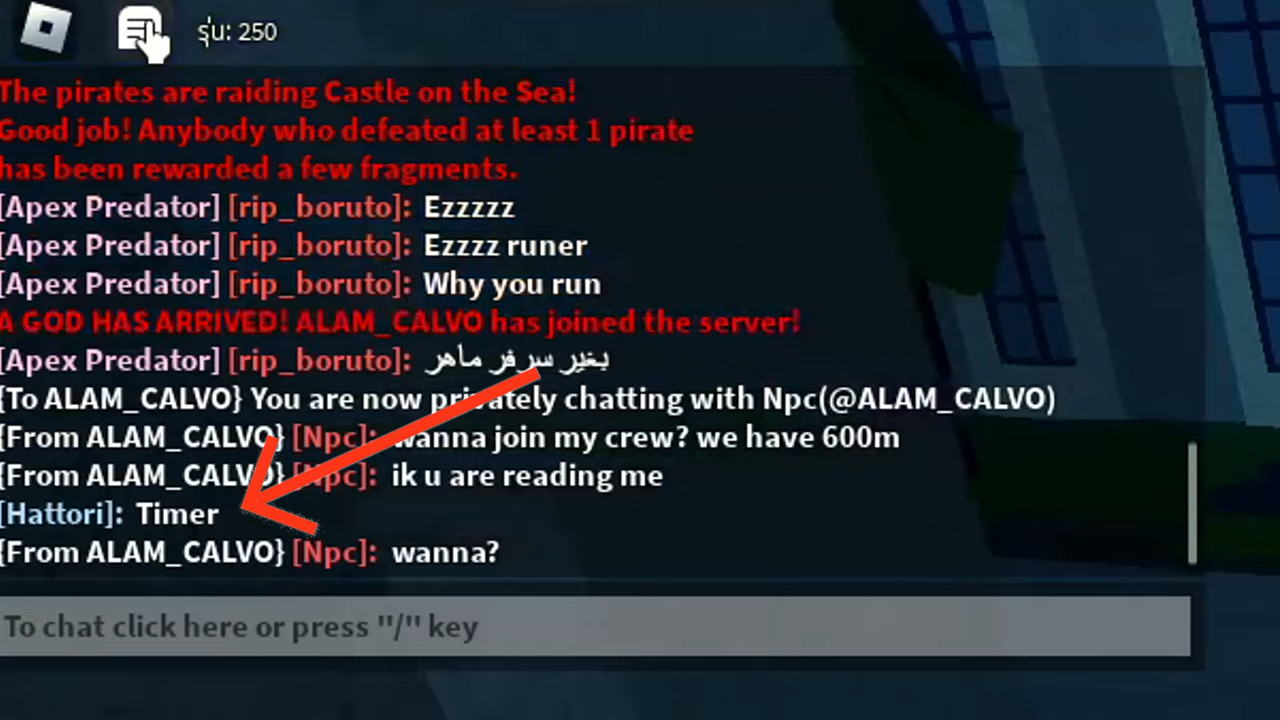 รุ่น: 250
The pirates are raiding Castle on the Sea!
Good job! Anybody who defeated at least 1 pirate
has been rewarded a few fragments.
[Apex Predator] [rip_boruto]: Ezzzzz
[Apex Predator] [rip_boruto]: Ezzzz runer
[Apex Predator] [rip_boruto]: Why you run
A GOD HAS ARRIVED! ALAM_CALVO has joined the server!
[Apex Predator] [rip_boruto]: بغير سرفر ماهر
{To ALAM_CALVO} You are now privately chatting with Npc(@ALAM_CALVO)
{From ALAM_CALVO} [Npc]: wanna join my crew? we have 600m
{From ALAM_CALVO} [Npc]: ik u are reading me
[Hattori]: Timer
{From ALAM_CALVO} [Npc]: wanna?
To chat click here or press "/" key